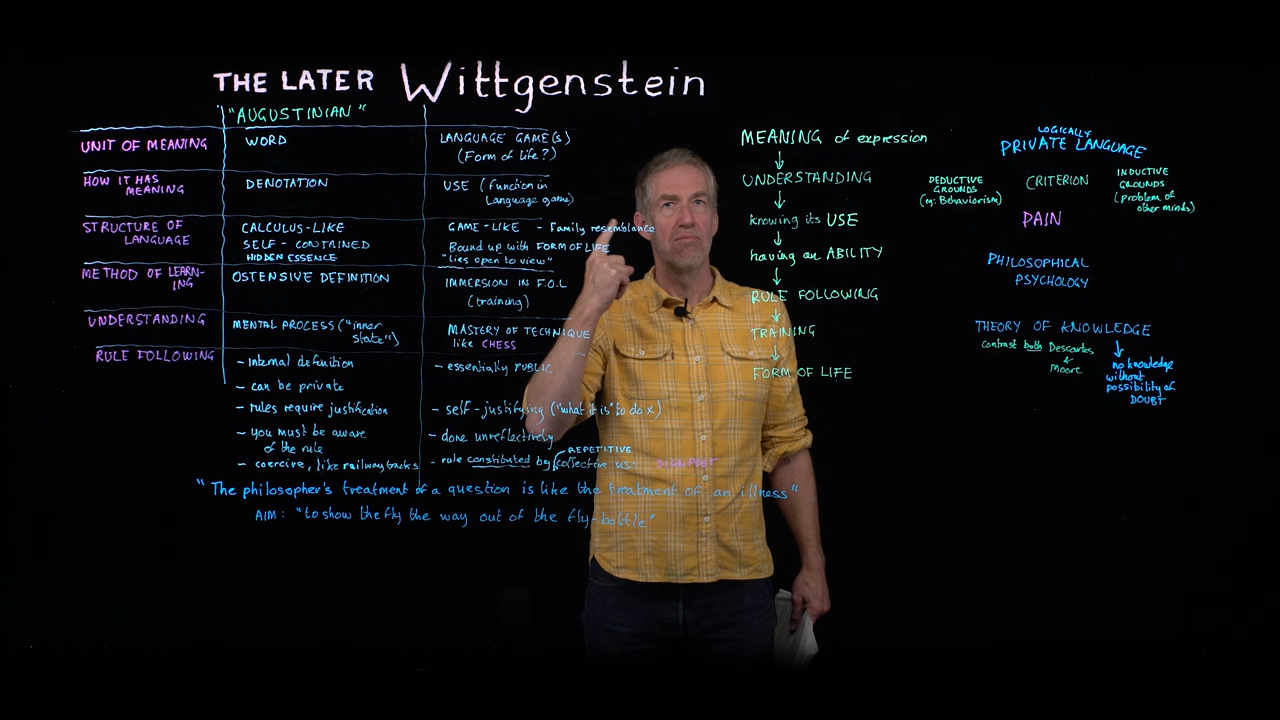 THE LATER Wittgenstein
"AUGUSTINIAN"
UNIT OF MEANING
WORD
LANGUAGE GAME(S)
(Form of life?)
HOW IT HAS
MEANING
DENOTATION
USE (function in
Language game)
STRUCTURE OF
LANGUAGE
CALCULUS-LIKE
SELF-CONTAINED
HIDDEN ESSENCE
GAME-LIKE - Family resemblance
Bound up with FORM OF LIFE
"lies open to view"
METHOD OF LEARN-
ING
OSTENSIVE DEFINITION
IMMERSION IN F.O.L
(training)
UNDERSTANDING
MENTAL PROCESS ("inner
state")
MASTERY OF TECHNIQUE
like CHESS
RULE FOLLOWING
- internal definition
- can be private
- rules require justification
- you must be aware
of the rule
- coercive, like railway tracks
- essentially PUBLIC
- self-justifying ("what it is" to do x)
- done unreflectively
REPETITIVE
- rule constituted by collective us SIGN POST
"The philosopher's treatment of a question is like the treatment of an illness"
AIM: "to show the fly the way out of the fly-bottle"
MEANING of expression
↓
UNDERSTANDING
↓
knowing its USE
↓
having an ABILITY
↓
RULE FOLLOWING
↓
TRAINING
↓
FORM OF LIFE
LOGICALLY
PRIVATE LANGUAGE
DEDUCTIVE
GROUNDS
(eg: Behaviorism)
CRITERION
INDUCTIVE
GROUNDS
(problem of
other minds)
PAIN
PHILOSOPHICAL
PSYCHOLOGY
THEORY OF KNOWLEDGE
contrast both Descartes
+
Moore
↓
no knowledge
without
possibility of
DOUBT